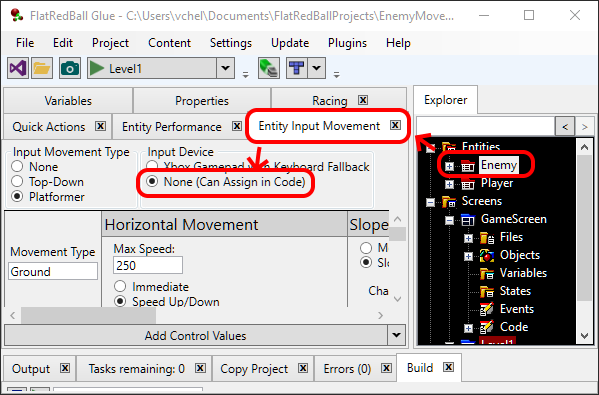 FlatRedBall Glue - C:\Users\vchel\Documents\FlatRedBallProjects\EnemyMove...
File Project Content Settings Update Plugins Help
Level1
Variables Properties Racing
Quick Actions Entity Performance Entity Input Movement
Explorer
< >
Input Movement Type
None
Top-Down
Platformer
Input Device
Xbox Gamepad with Keyboard Fallback
None (Can Assign in Code)
Movement Type
Ground
Horizontal Movement
Max Speed:
250
Immediate
Speed Up/Down
Slope
M
Slo
Cha
Add Control Values
Entities
Enemy
Player
Screens
GameScreen
Files
Objects
Variables
States
Events
Code
Level1
Output Tasks remaining: 0 Copy Project Errors (0) Build